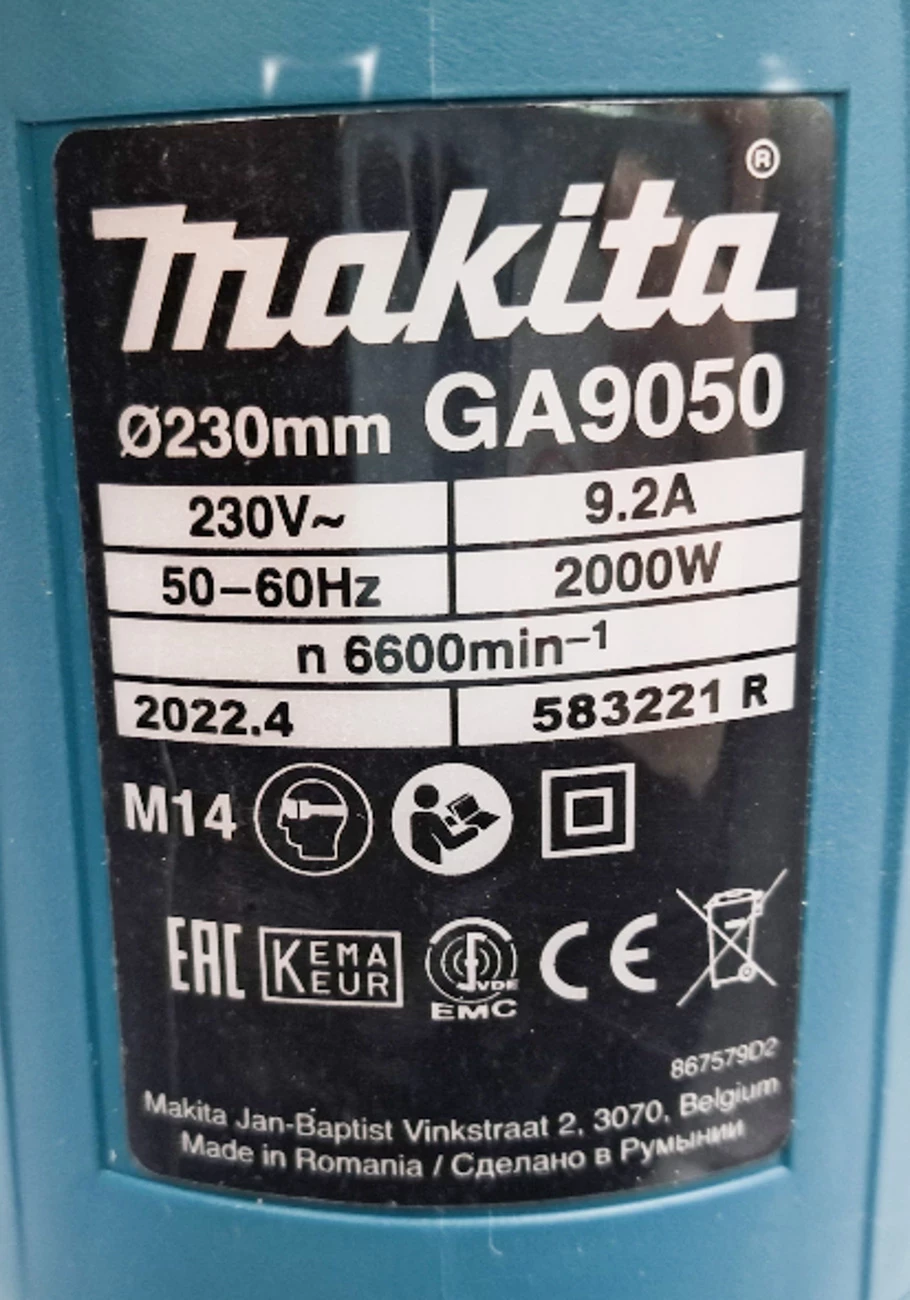 makita®
Ø230mm GA9050
230V~ 9.2A
50–60Hz 2000W
n 6600min⁻¹
2022.4 583221 R
M14
EAC KEMA KEUR VDE EMC CE
867579D2
Makita Jan-Baptist Vinkstraat 2, 3070, Belgium
Made in Romania / Сделано в Румынии